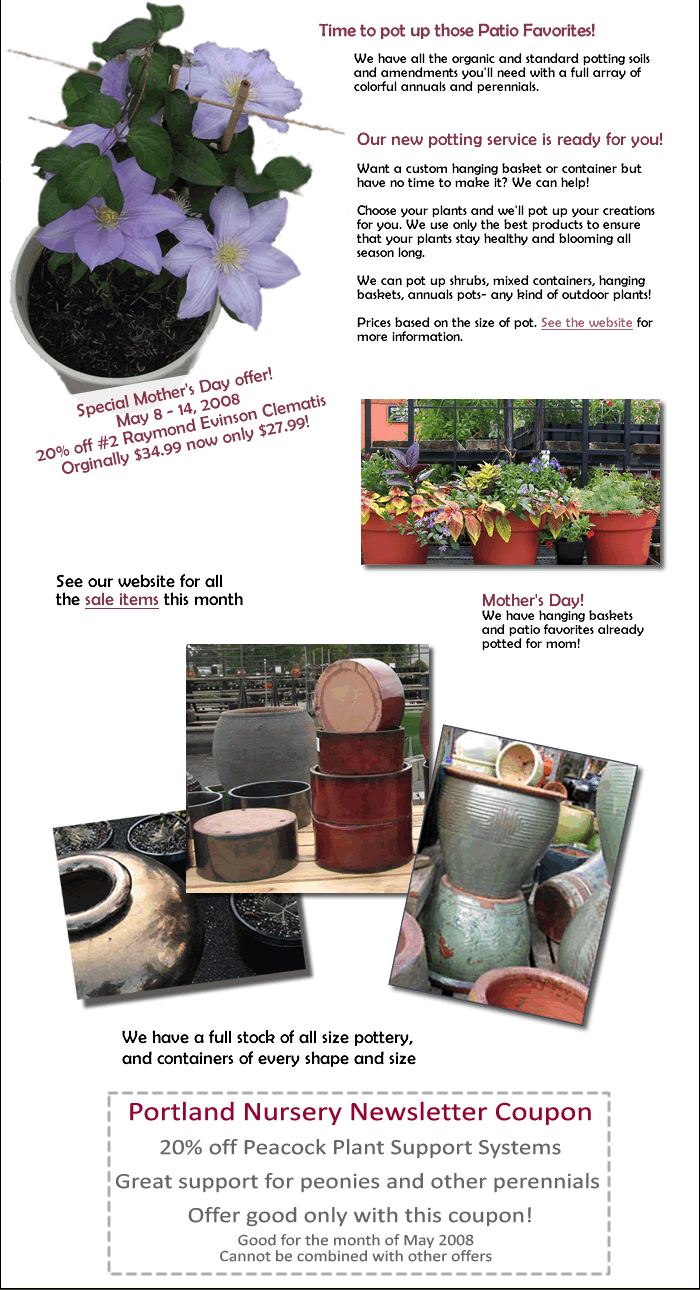 Time to pot up those Patio Favorites!
We have all the organic and standard potting soils
and amendments you'll need with a full array of
colorful annuals and perennials.
Our new potting service is ready for you!
Want a custom hanging basket or container but
have no time to make it? We can help!
Choose your plants and we'll pot up your creations
for you. We use only the best products to ensure
that your plants stay healthy and blooming all
season long.
We can pot up shrubs, mixed containers, hanging
baskets, annuals pots- any kind of outdoor plants!
Prices based on the size of pot. See the website for
more information.
Special Mother's Day offer!
May 8 - 14, 2008
20% off #2 Raymond Evinson Clematis
Orginally $34.99 now only $27.99!
See our website for all
the sale items this month
Mother's Day!
We have hanging baskets
and patio favorites already
potted for mom!
We have a full stock of all size pottery,
and containers of every shape and size
Portland Nursery Newsletter Coupon
20% off Peacock Plant Support Systems
Great support for peonies and other perennials
Offer good only with this coupon!
Good for the month of May 2008
Cannot be combined with other offers